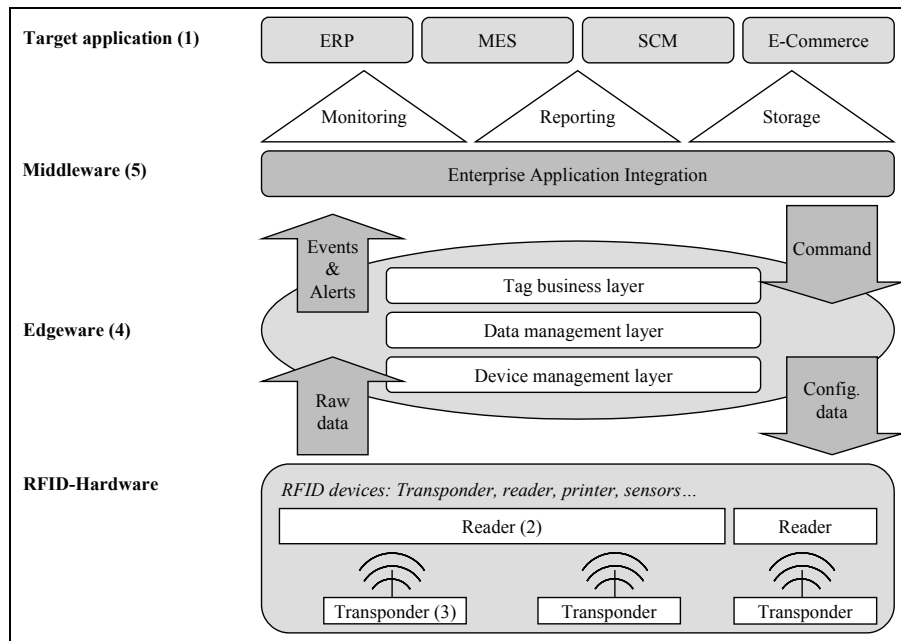 Target application (1)
ERP
MES
SCM
E-Commerce
Monitoring
Reporting
Storage
Middleware (5)
Enterprise Application Integration
Events
&
Alerts
Command
Tag business layer
Edgeware (4)
Data management layer
Device management layer
Raw
data
Config.
data
RFID-Hardware
RFID devices: Transponder, reader, printer, sensors…
Reader (2)
Reader
Transponder (3)
Transponder
Transponder